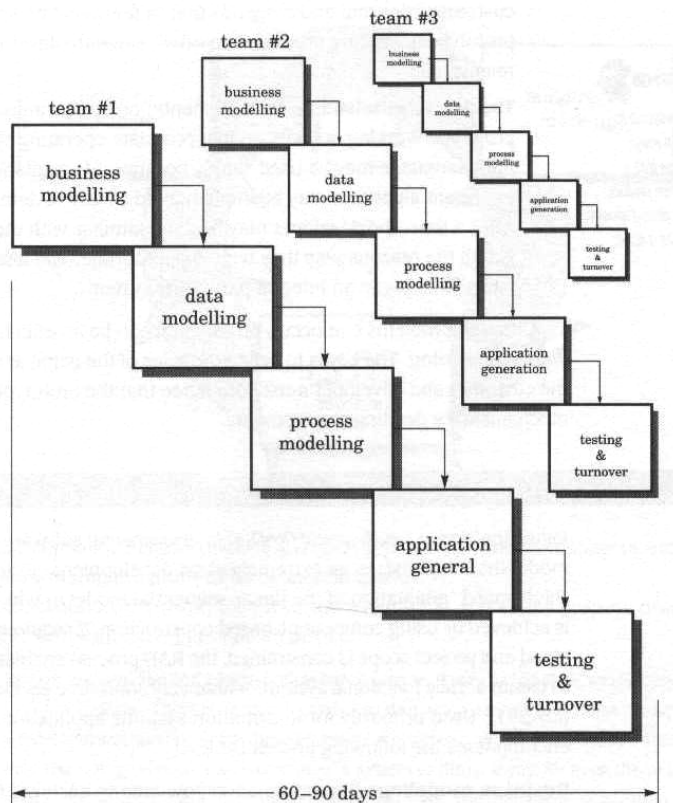 team #1
business
modelling
data
modelling
process
modelling
application
general
testing
&
turnover
team #2
business
modelling
data
modelling
process
modelling
application
generation
testing
&
turnover
team #3
business
modelling
data
modelling
process
modelling
application
generation
testing
&
turnover
60–90 days